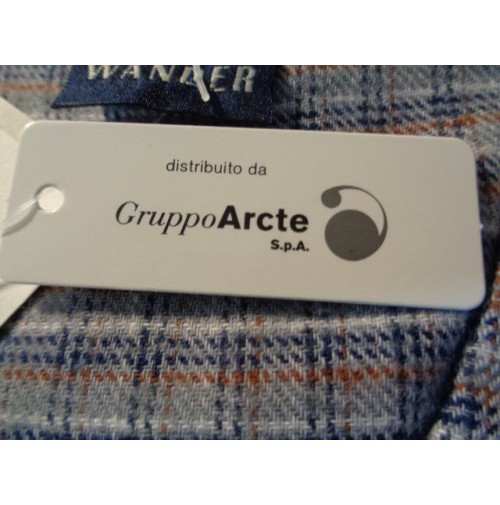 WANDER
distribuito da
GruppoArcte
S.p.A.